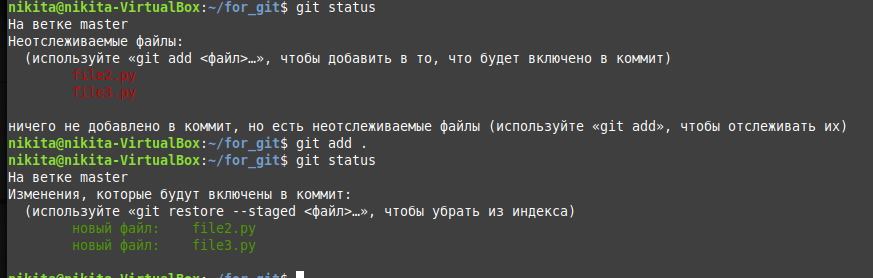 nikita@nikita-VirtualBox:~/for_git$ git status
На ветке master
Неотслеживаемые файлы:
  (используйте «git add <файл>…», чтобы добавить в то, что будет включено в коммит)
        file2.py
        file3.py

ничего не добавлено в коммит, но есть неотслеживаемые файлы (используйте «git add», чтобы отслеживать их)
nikita@nikita-VirtualBox:~/for_git$ git add .
nikita@nikita-VirtualBox:~/for_git$ git status
На ветке master
Изменения, которые будут включены в коммит:
  (используйте «git restore --staged <файл>…», чтобы убрать из индекса)
        новый файл:    file2.py
        новый файл:    file3.py

nikita@nikita-VirtualBox:~/for_git$